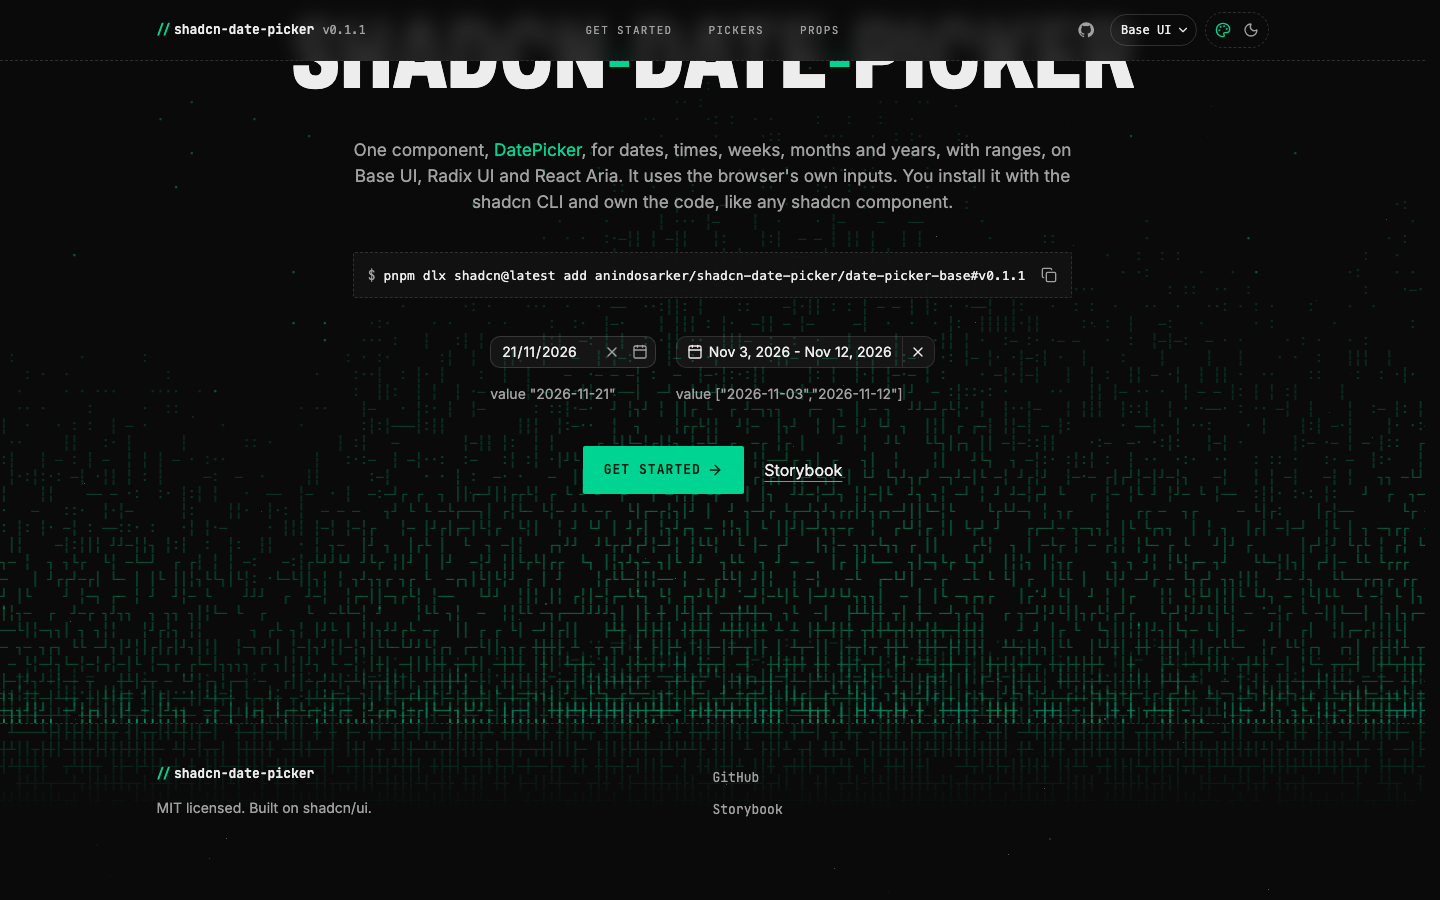 // shadcn-date-picker v0.1.1
GET STARTED
PICKERS
PROPS
Base UI
SHADCN-DATE-PICKER
One component, DatePicker, for dates, times, weeks, months and years, with ranges, on
Base UI, Radix UI and React Aria. It uses the browser's own inputs. You install it with the
shadcn CLI and own the code, like any shadcn component.
$ pnpm dlx shadcn@latest add anindosarker/shadcn-date-picker/date-picker-base#v0.1.1
21/11/2026
Nov 3, 2026 - Nov 12, 2026
value "2026-11-21"
value ["2026-11-03","2026-11-12"]
GET STARTED →
Storybook
// shadcn-date-picker
GitHub
MIT licensed. Built on shadcn/ui.
Storybook